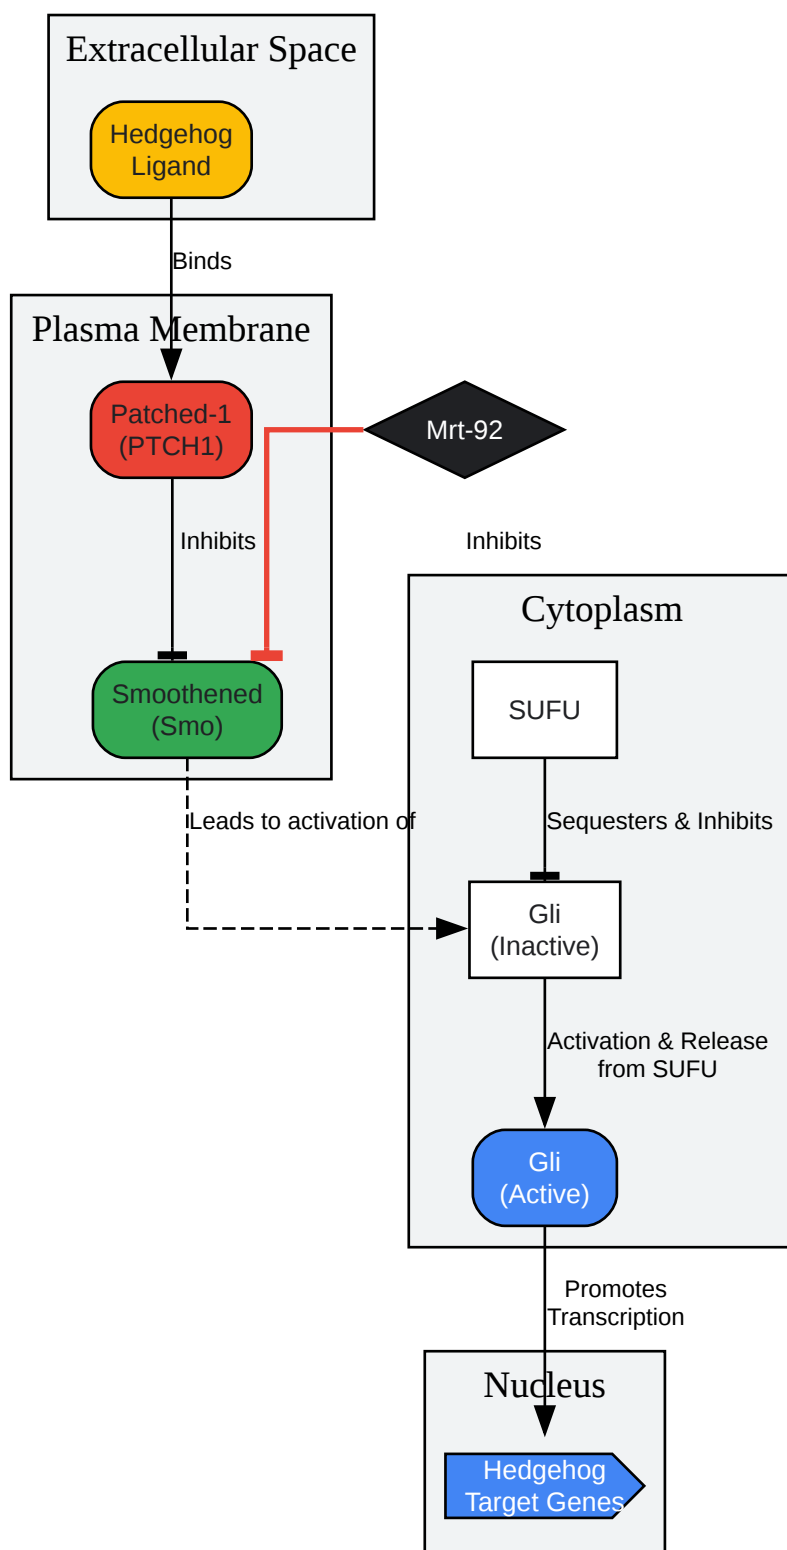 Extracellular Space
Hedgehog
Ligand
Binds
Plasma Membrane
Patched-1
(PTCH1)
Mrt-92
Inhibits
Inhibits
Cytoplasm
Smoothened
(Smo)
SUFU
Leads to activation of
Sequesters & Inhibits
Gli
(Inactive)
Activation & Release
from SUFU
Gli
(Active)
Promotes
Transcription
Nucleus
Hedgehog
Target Genes